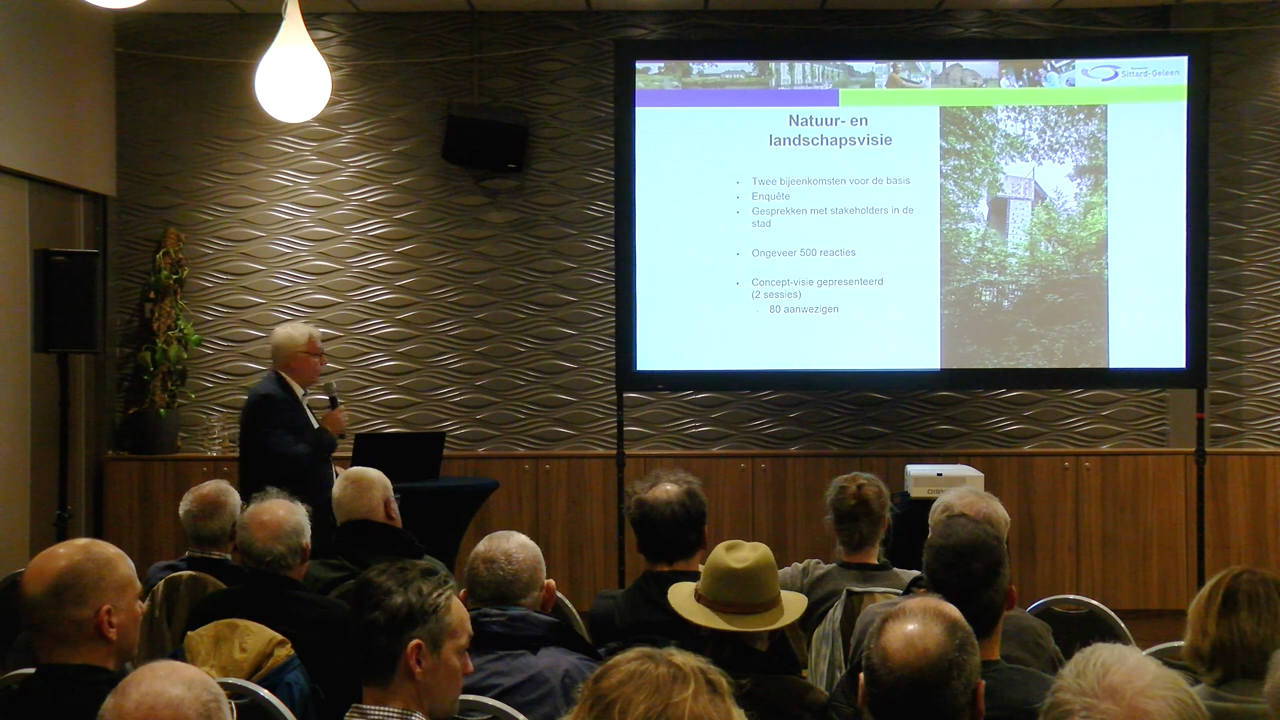 Sittard-Geleen
Natuur- en
landschapsvisie
Twee bijeenkomsten voor de basis
Enquête
Gesprekken met stakeholders in de
stad
Ongeveer 500 reacties
Concept-visie gepresenteerd
(2 sessies)
80 aanwezigen